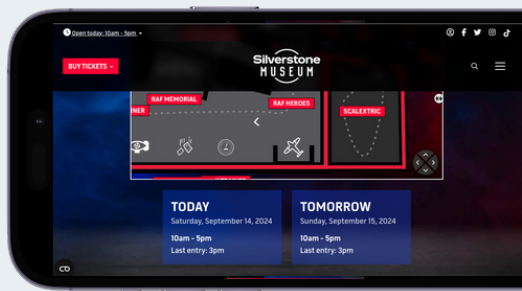 Open today: 10am - 5pm
BUY TICKETS
Silverstone
MUSEUM
RAF MEMORIAL
RAF HEROES
SCALEXTRIC
TODAY
Saturday, September 14, 2024
10am - 5pm
Last entry: 3pm
TOMORROW
Sunday, September 15, 2024
10am - 5pm
Last entry: 3pm